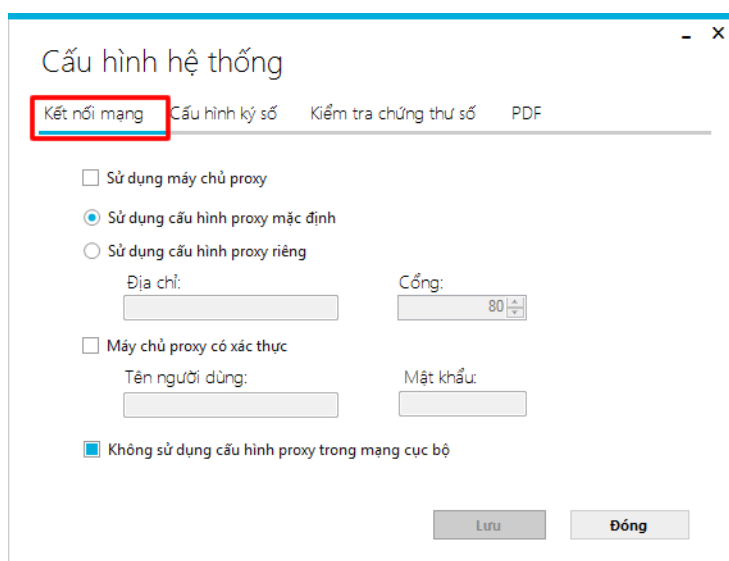 Cấu hình hệ thống
Kết nối mạng Cấu hình ký số Kiểm tra chứng thư số PDF
Sử dụng máy chủ proxy
Sử dụng cấu hình proxy mặc định
Sử dụng cấu hình proxy riêng
Địa chỉ: Cổng:
80
Máy chủ proxy có xác thực
Tên người dùng: Mật khẩu:
Không sử dụng cấu hình proxy trong mạng cục bộ
Lưu Đóng